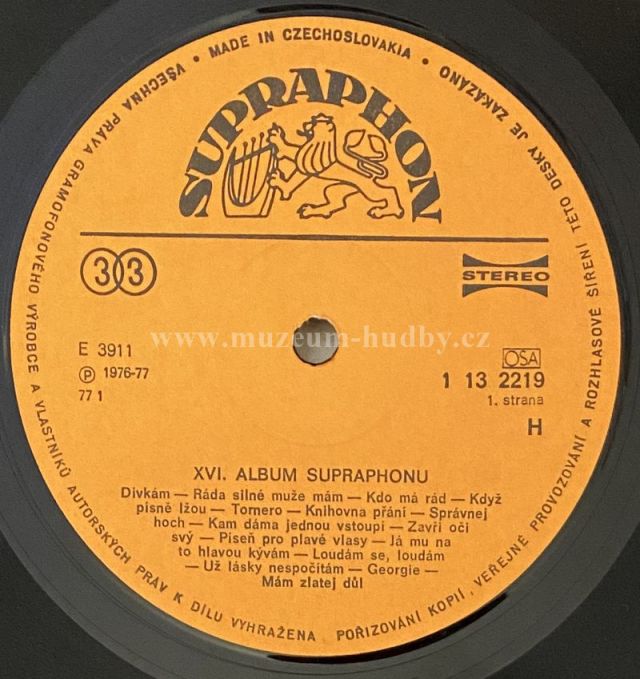 VŠECHNA PRÁVA GRAMOFONOVÉHO VÝROBCE A VLASTNÍKŮ AUTORSKÝCH PRÁV K DÍLU VYHRAŽENA. POŘIZOVÁNÍ KOPIÍ, VEŘEJNÉ PROVOZOVÁNÍ A ROZHLASOVÉ ŠÍŘENÍ TÉTO DESKY JE ZAKÁZÁNO • MADE IN CZECHOSLOVAKIA •
SUPRAPHON
33
STEREO
www.muzeum-hudby.cz
E 3911
Ⓟ 1976-77
77 1
OSA
1 13 2219
1. strana
H
XVI. ALBUM SUPRAPHONU
Divkám — Ráda silné muže mám — Kdo má rád — Když
písně lžou — Tornero — Knihovna přání — Správnej
hoch — Kam dáma jednou vstoupí — Zavři oči
svý — Píseň pro plavé vlasy — Já mu na
to hlavou kývám — Loudám se, loudám
— Už lásky nespočítám — Georgie —
Mám zlatej důl